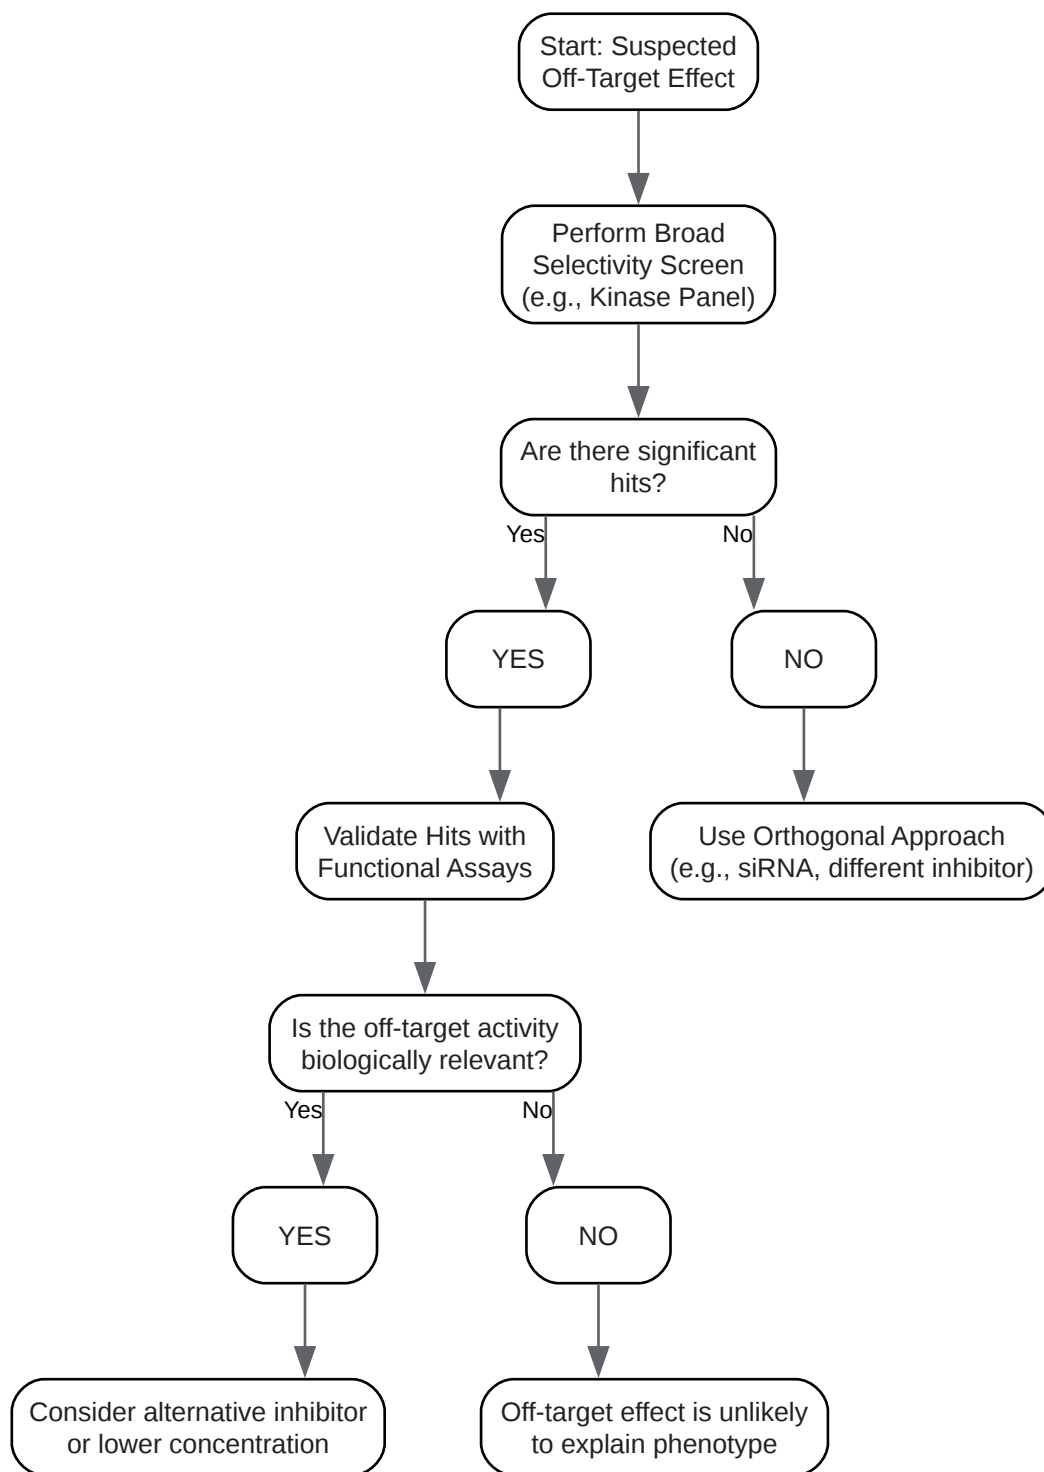 Start: Suspected
Off-Target Effect
Perform Broad
Selectivity Screen
(e.g., Kinase Panel)
Are there significant
hits?
Yes
No
YES
NO
Validate Hits with
Functional Assays
Use Orthogonal Approach
(e.g., siRNA, different inhibitor)
Is the off-target activity
biologically relevant?
Yes
No
YES
NO
Consider alternative inhibitor
or lower concentration
Off-target effect is unlikely
to explain phenotype